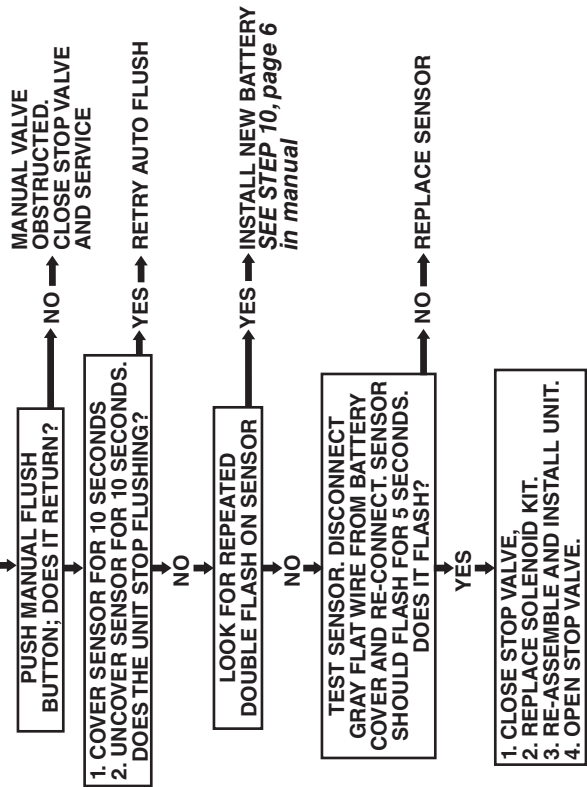 PUSH MANUAL FLUSH
BUTTON; DOES IT RETURN?
NO
MANUAL VALVE
OBSTRUCTED.
CLOSE STOP VALVE
AND SERVICE
1. COVER SENSOR FOR 10 SECONDS
2. UNCOVER SENSOR FOR 10 SECONDS.
DOES THE UNIT STOP FLUSHING?
YES
RETRY AUTO FLUSH
NO
LOOK FOR REPEATED
DOUBLE FLASH ON SENSOR
YES
INSTALL NEW BATTERY
SEE STEP 10, page 6
in manual
NO
TEST SENSOR. DISCONNECT
GRAY FLAT WIRE FROM BATTERY
COVER AND RE-CONNECT. SENSOR
SHOULD FLASH FOR 5 SECONDS.
DOES IT FLASH?
NO
REPLACE SENSOR
YES
1. CLOSE STOP VALVE,
2. REPLACE SOLENOID KIT.
3. RE-ASSEMBLE AND INSTALL UNIT.
4. OPEN STOP VALVE.